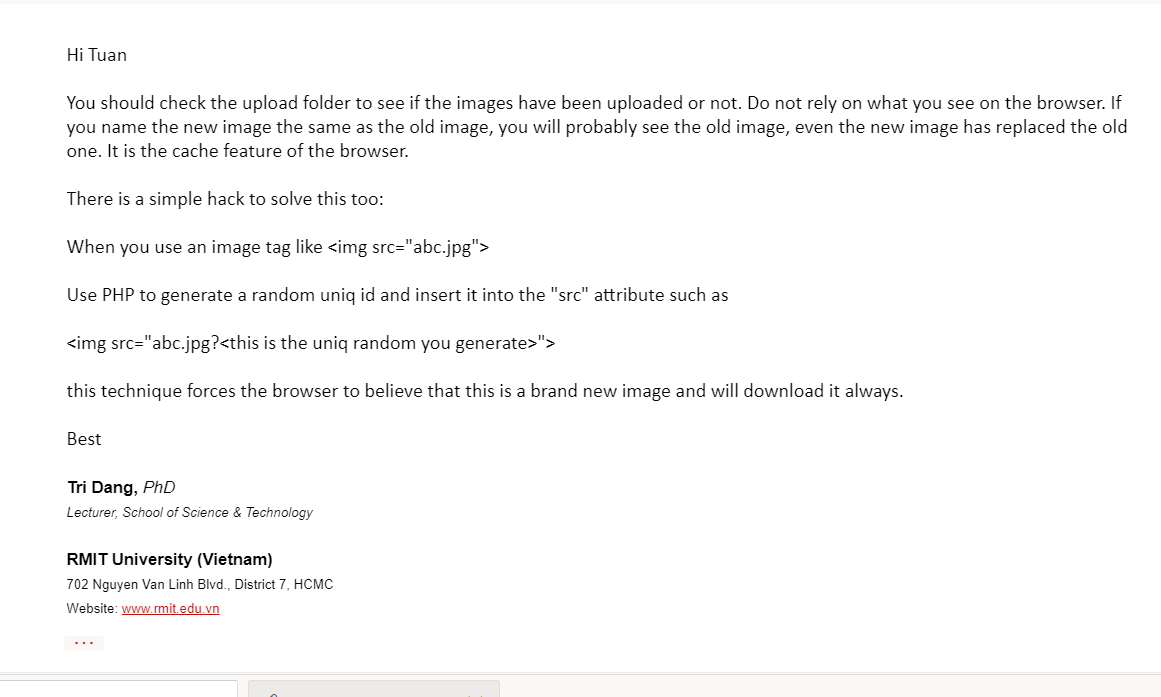 Hi Tuan
You should check the upload folder to see if the images have been uploaded or not. Do not rely on what you see on the browser. If
you name the new image the same as the old image, you will probably see the old image, even the new image has replaced the old
one. It is the cache feature of the browser.
There is a simple hack to solve this too:
When you use an image tag like <img src="abc.jpg">
Use PHP to generate a random uniq id and insert it into the "src" attribute such as
<img src="abc.jpg?<this is the uniq random you generate>">
this technique forces the browser to believe that this is a brand new image and will download it always.
Best
Tri Dang, PhD
Lecturer, School of Science & Technology
RMIT University (Vietnam)
702 Nguyen Van Linh Blvd., District 7, HCMC
Website: www.rmit.edu.vn
...